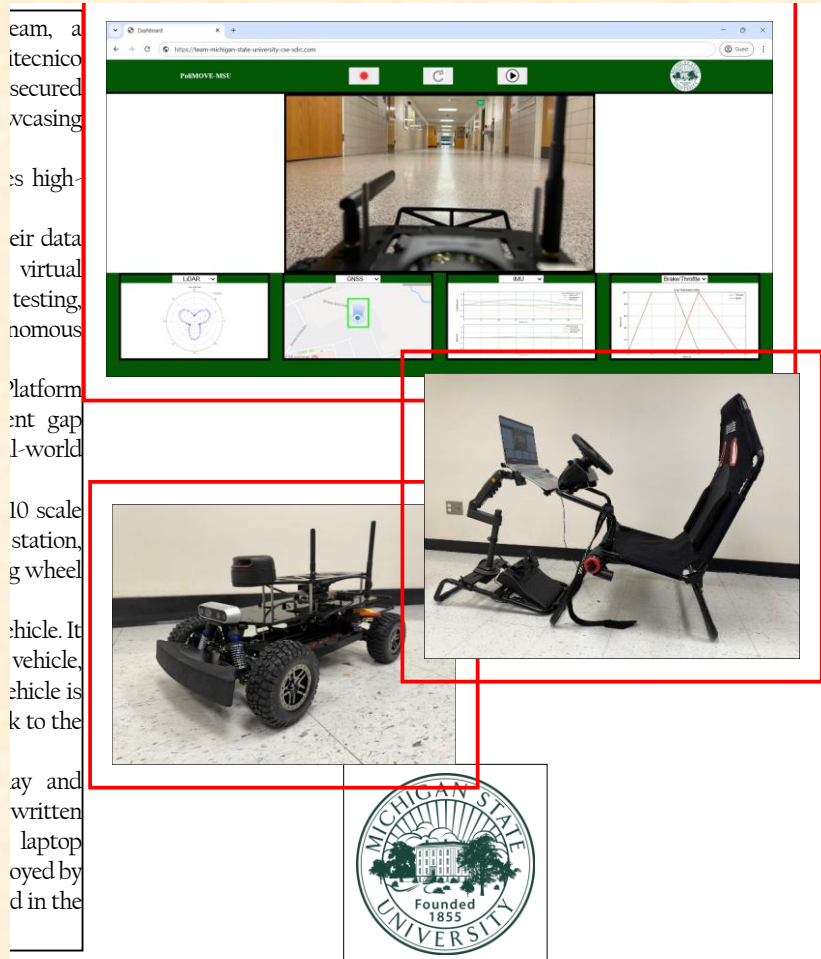 eam, a
itecnico
secured
wcasing
es high-
eir data
virtual
testing,
nomous
Platform
ent gap
l-world
10 scale
station,
g wheel
ehicle. It
vehicle,
ehicle is
k to the
ay and
written
laptop
oyed by
d in the
Dashboard
https://team-michigan-state-university-cse-sdrc.com
Guest
PoliMOVE-MSU
LiDAR
GNSS
IMU
Brake/Throttle
MICHIGAN STATE
UNIVERSITY
Founded
1855